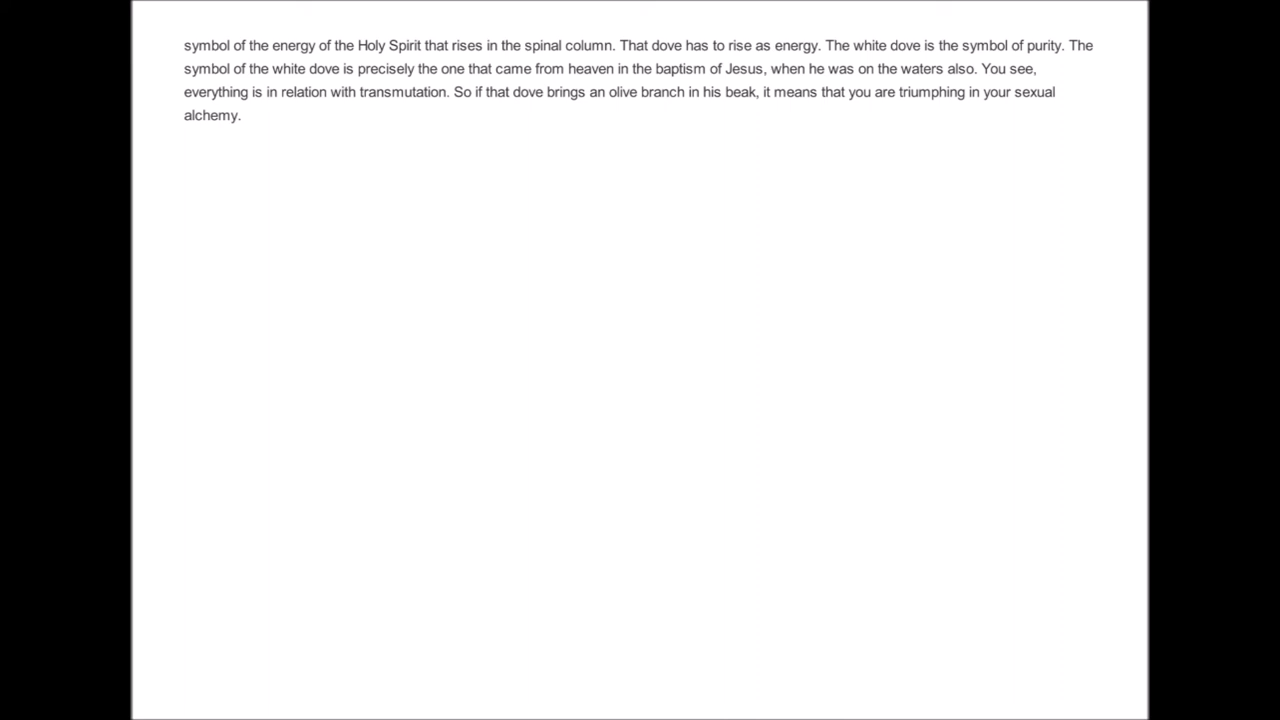 symbol of the energy of the Holy Spirit that rises in the spinal column. That dove has to rise as energy. The white dove is the symbol of purity. The
symbol of the white dove is precisely the one that came from heaven in the baptism of Jesus, when he was on the waters also. You see,
everything is in relation with transmutation. So if that dove brings an olive branch in his beak, it means that you are triumphing in your sexual
alchemy.